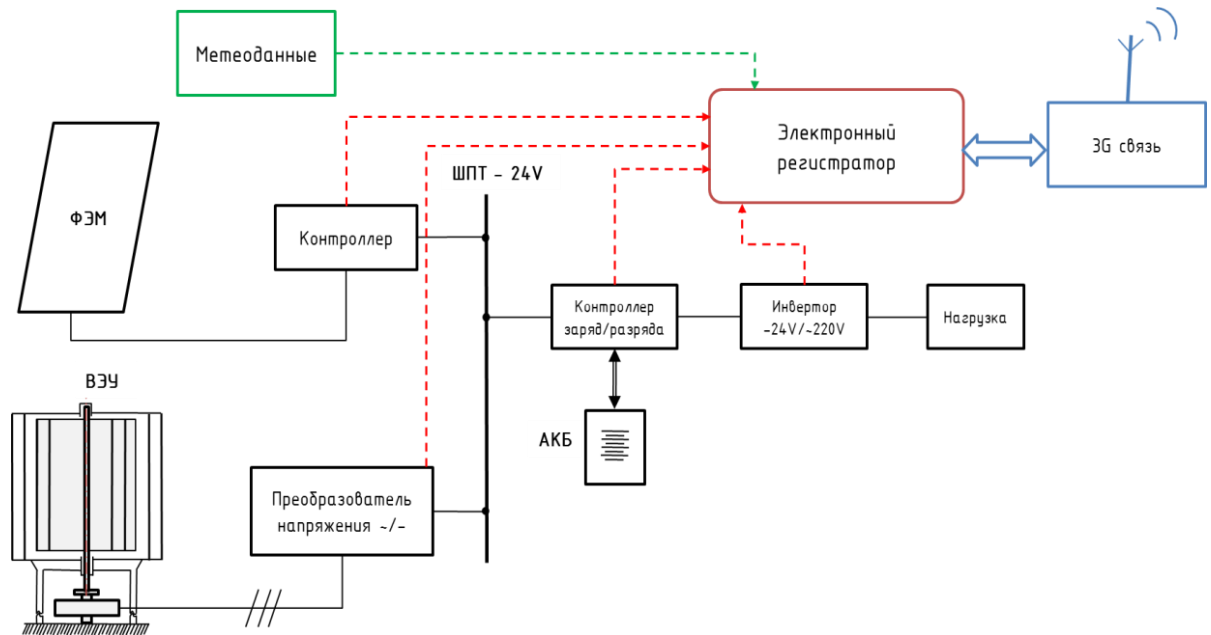 Метеоданные
Электронный
регистратор
3G связь
ШПТ - 24V
ФЭМ
Контроллер
Контроллер
заряд/разряда
Инвертор
-24V/~220V
Нагрузка
ВЭУ
АКБ
Преобразователь
напряжения ~/-